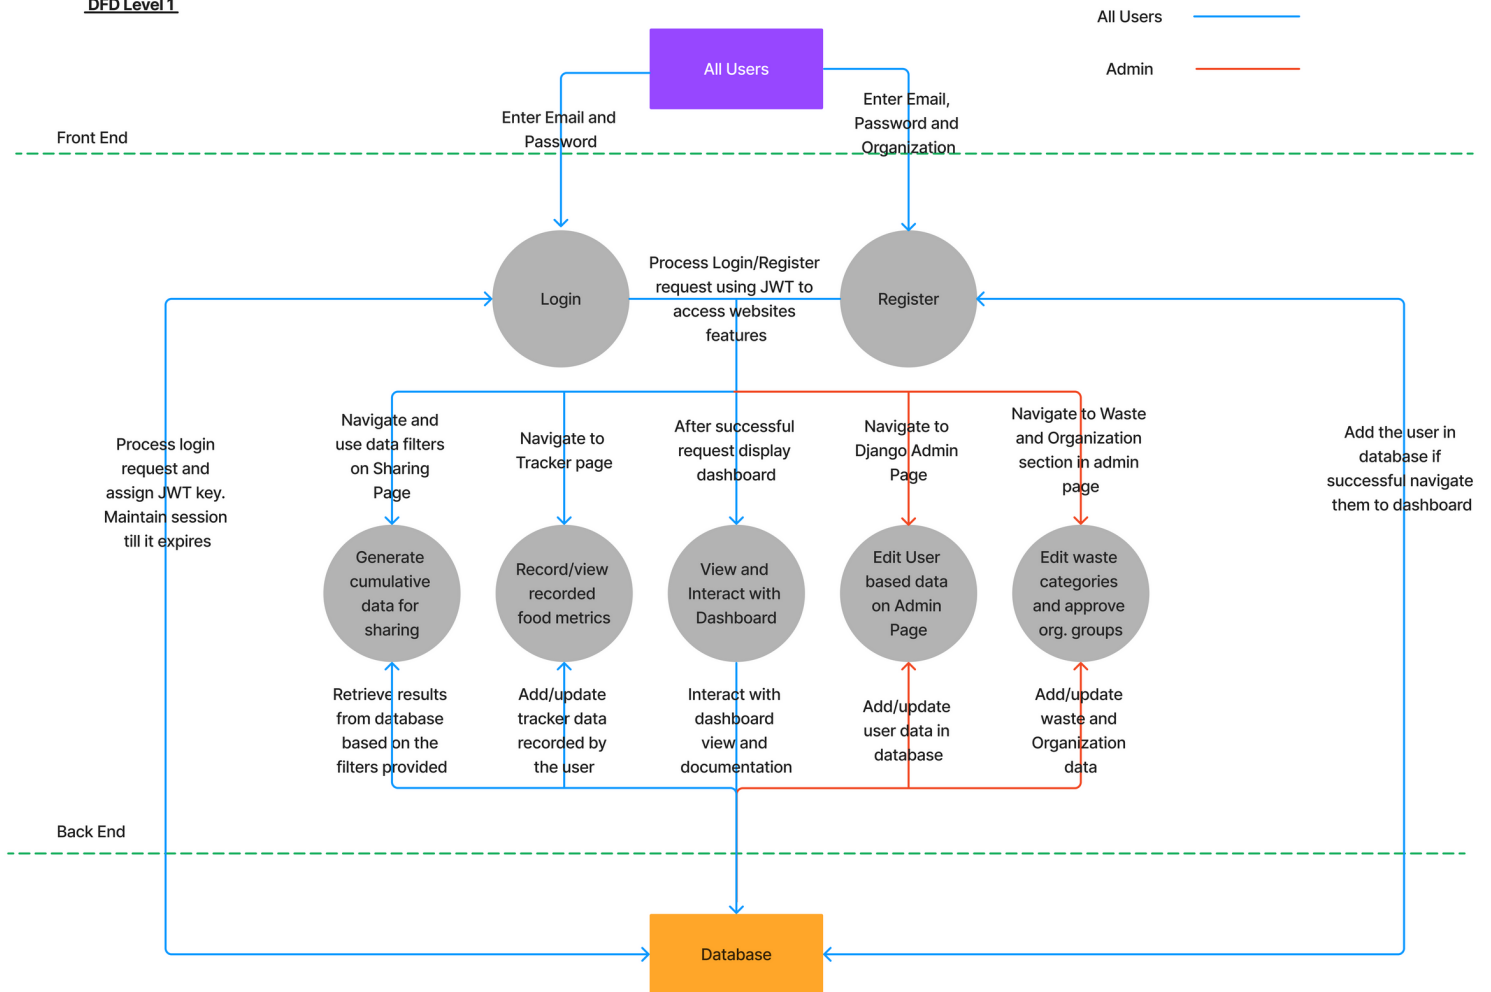 DFD Level 1
All Users
Admin
All Users
Enter Email and
Password
Enter Email,
Password and
Organization
Front End
Login
Process Login/Register
request using JWT to
access websites
features
Register
Process login
request and
assign JWT key.
Maintain session
till it expires
Navigate and
use data filters
on Sharing
Page
Navigate to
Tracker page
After successful
request display
dashboard
Navigate to
Django Admin
Page
Navigate to Waste
and Organization
section in admin
page
Add the user in
database if
successful navigate
them to dashboard
Generate
cumulative
data for
sharing
Record/view
recorded
food metrics
View and
Interact with
Dashboard
Edit User
based data
on Admin
Page
Edit waste
categories
and approve
org. groups
Retrieve results
from database
based on the
filters provided
Add/update
tracker data
recorded by
the user
Interact with
dashboard
view and
documentation
Add/update
user data in
database
Add/update
waste and
Organization
data
Back End
Database